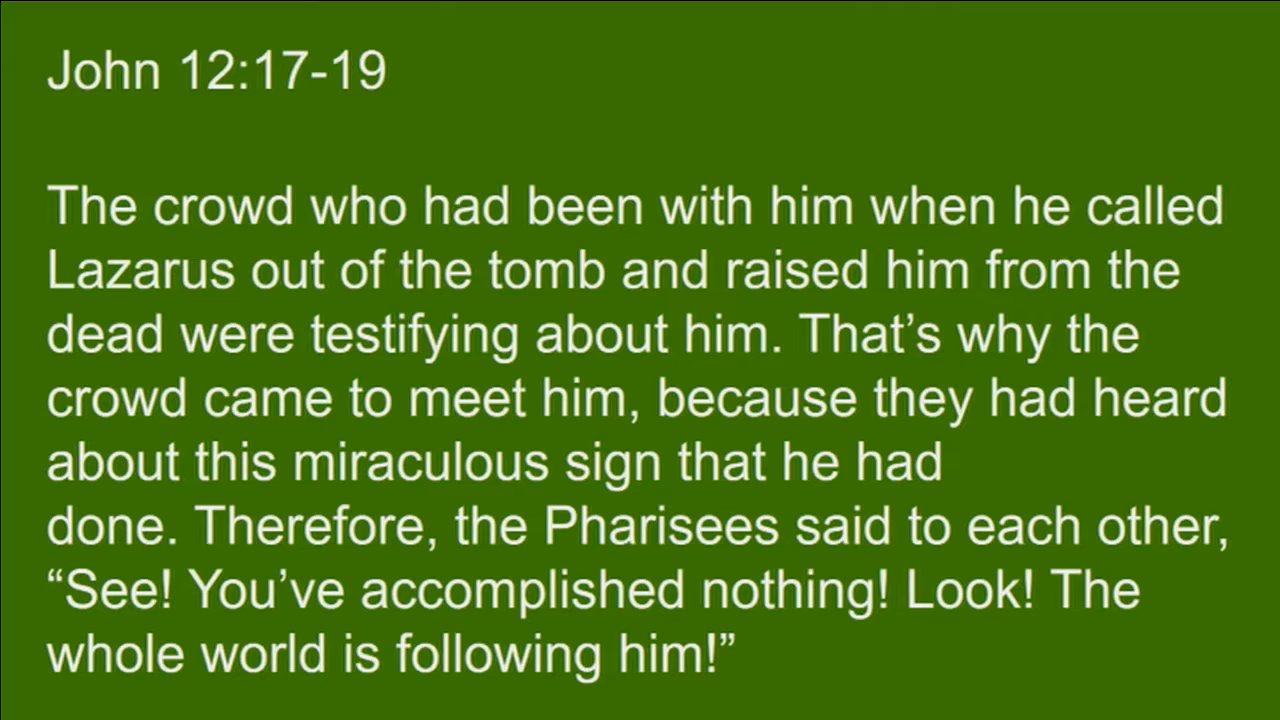 John 12:17-19
The crowd who had been with him when he called
Lazarus out of the tomb and raised him from the
dead were testifying about him. That’s why the
crowd came to meet him, because they had heard
about this miraculous sign that he had
done. Therefore, the Pharisees said to each other,
“See! You’ve accomplished nothing! Look! The
whole world is following him!”